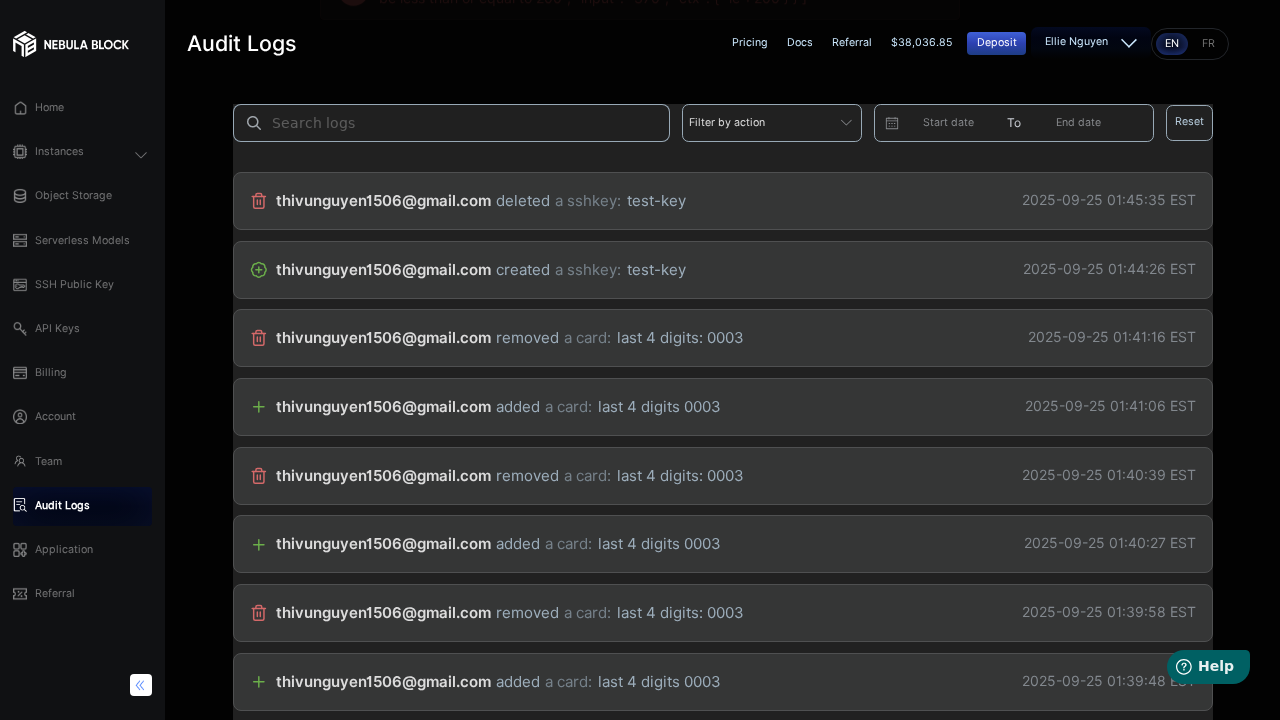 NEBULA BLOCK
Audit Logs
Pricing
Docs
Referral
$38,036.85
Deposit
Ellie Nguyen
EN
FR
Home
Instances
Object Storage
Serverless Models
SSH Public Key
API Keys
Billing
Account
Team
Audit Logs
Application
Referral
Search logs
Filter by action
Start date
To
End date
Reset
thivunguyen1506@gmail.com deleted a sshkey: test-key 2025-09-25 01:45:35 EST
thivunguyen1506@gmail.com created a sshkey: test-key 2025-09-25 01:44:26 EST
thivunguyen1506@gmail.com removed a card: last 4 digits: 0003 2025-09-25 01:41:16 EST
thivunguyen1506@gmail.com added a card: last 4 digits 0003 2025-09-25 01:41:06 EST
thivunguyen1506@gmail.com removed a card: last 4 digits: 0003 2025-09-25 01:40:39 EST
thivunguyen1506@gmail.com added a card: last 4 digits 0003 2025-09-25 01:40:27 EST
thivunguyen1506@gmail.com removed a card: last 4 digits: 0003 2025-09-25 01:39:58 EST
thivunguyen1506@gmail.com added a card: last 4 digits 0003 2025-09-25 01:39:48 EST
Help